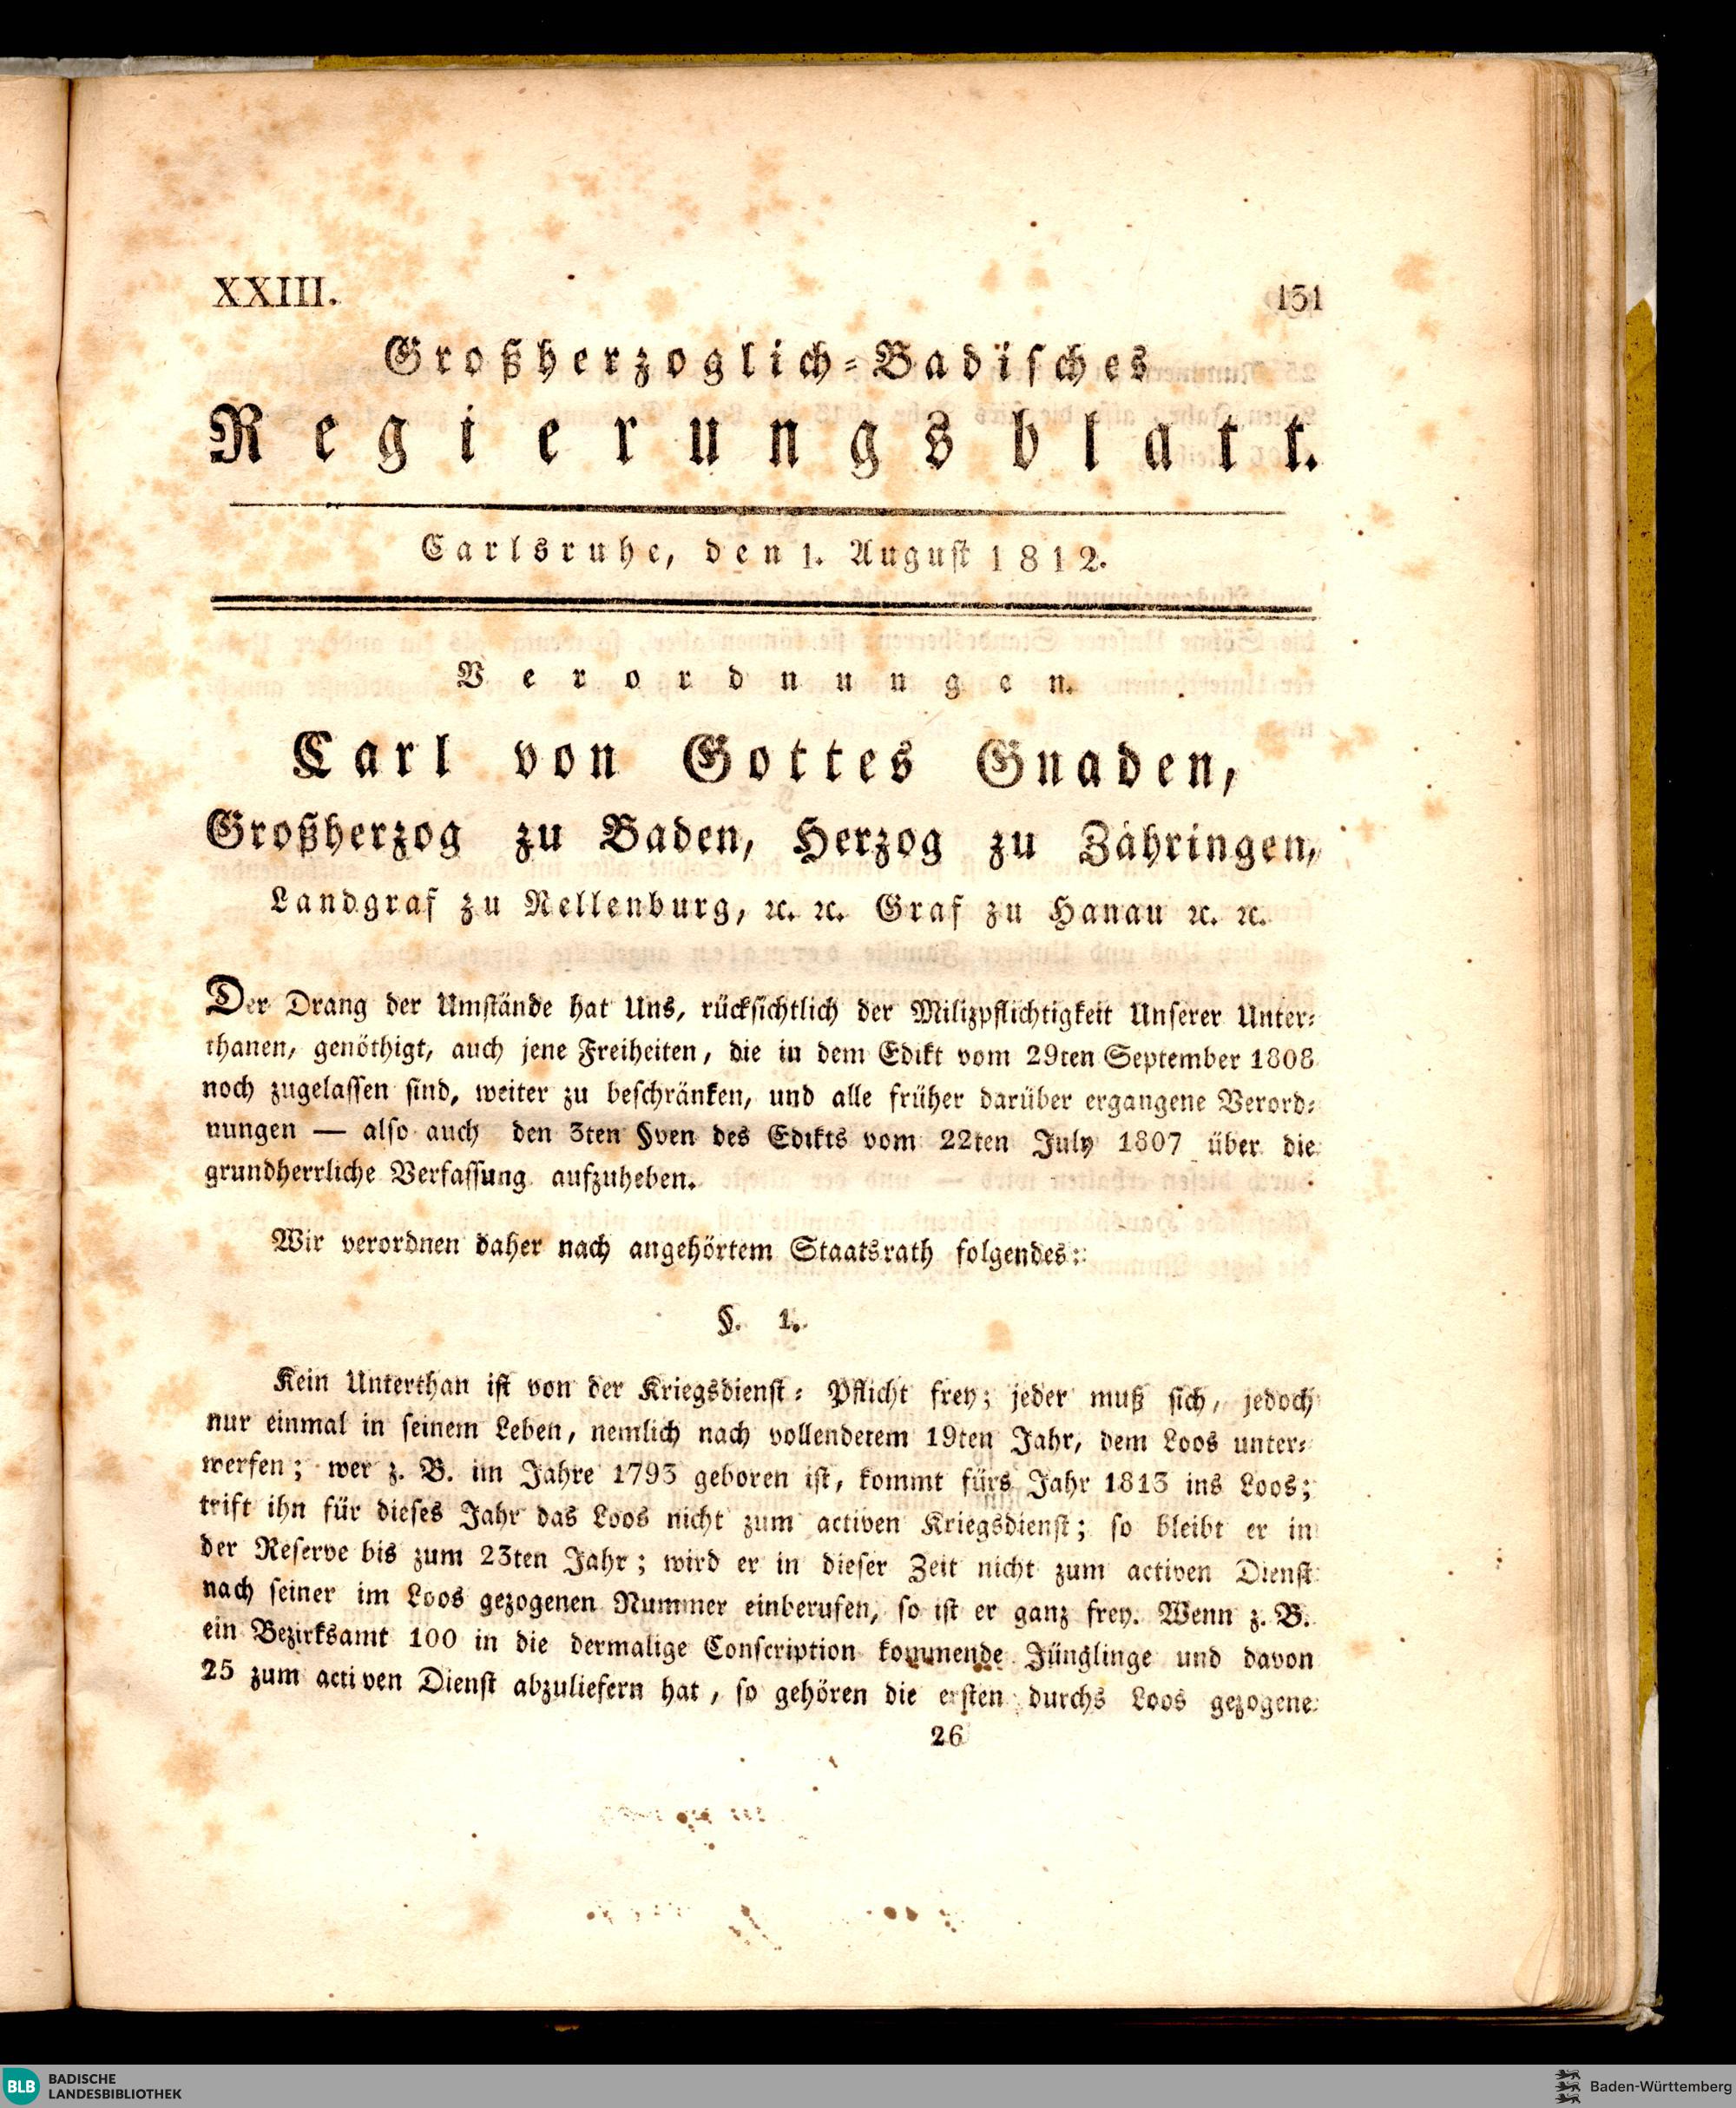 XXIII.
151
Großherzoglich-Badisches
Regierungsblatt.
Carlsruhe, den 1. August 1812.
Verordnungen.
Carl von Gottes Gnaden,
Großherzog zu Baden, Herzog zu Zähringen,
Landgraf zu Nellenburg, ꝛc. ꝛc. Graf zu Hanau ꝛc. ꝛc.
Der Drang der Umstände hat Uns, rücksichtlich der Milizpflichtigkeit Unserer Unter-
thanen, genöthigt, auch jene Freiheiten, die in dem Edikt vom 29ten September 1808
noch zugelassen sind, weiter zu beschränken, und alle früher darüber ergangene Verord-
nungen — also auch den 3ten §ven des Edikts vom 22ten July 1807 über die
grundherrliche Verfassung aufzuheben.
Wir verordnen daher nach angehörtem Staatsrath folgendes:
§. 1.
Kein Unterthan ist von der Kriegsdienst-Pflicht frey; jeder muß sich, jedoch
nur einmal in seinem Leben, nemlich nach vollendetem 19ten Jahr, dem Loos unter-
werfen; wer z. B. im Jahre 1793 geboren ist, kommt fürs Jahr 1813 ins Loos;
trift ihn für dieses Jahr das Loos nicht zum activen Kriegsdienst; so bleibt er in
der Reserve bis zum 23ten Jahr; wird er in dieser Zeit nicht zum activen Dienst
nach seiner im Loos gezogenen Nummer einberufen, so ist er ganz frey. Wenn z. B.
ein Bezirksamt 100 in die dermalige Conscription kommende Jünglinge und davon
25 zum activen Dienst abzuliefern hat, so gehören die ersten durchs Loos gezogene
26
BLB BADISCHE
LANDESBIBLIOTHEK
Baden-Württemberg